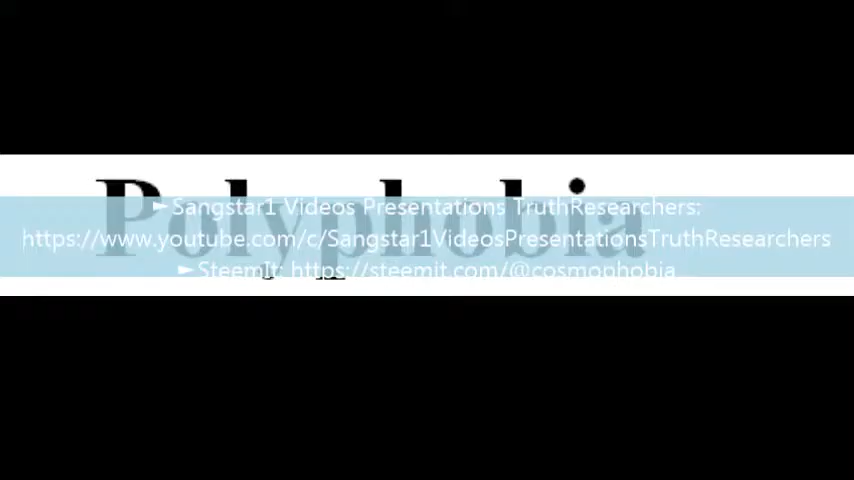 Polyphobia
►Sangstar1 Videos Presentations TruthResearchers:
https://www.youtube.com/c/Sangstar1VideosPresentationsTruthResearchers
►SteemIt: https://steemit.com/@cosmophobia